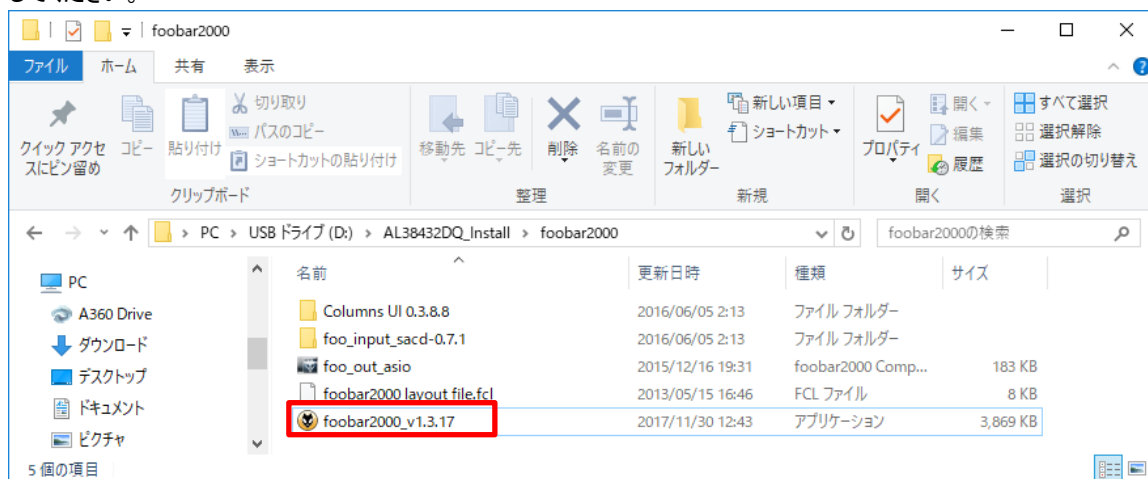 してください。
foobar2000
ファイル ホーム 共有 表示
クイック アクセスにピン留め
コピー
貼り付け
切り取り
パスのコピー
ショートカットの貼り付け
クリップボード
移動先
コピー先
削除
名前の変更
整理
新しいフォルダー
新しい項目
ショートカット
新規
プロパティ
開く
編集
履歴
開く
すべて選択
選択解除
選択の切り替え
選択
PC > USB ドライブ (D:) > AL38432DQ_Install > foobar2000
foobar2000の検索
PC
A360 Drive
ダウンロード
デスクトップ
ドキュメント
ピクチャ
名前 更新日時 種類 サイズ
Columns UI 0.3.8.8 2016/06/05 2:13 ファイル フォルダー
foo_input_sacd-0.7.1 2016/06/05 2:13 ファイル フォルダー
foo_out_asio 2015/12/16 19:31 foobar2000 Comp... 183 KB
foobar2000 layout file.fcl 2013/05/15 16:46 FCL ファイル 8 KB
foobar2000_v1.3.17 2017/11/30 12:43 アプリケーション 3,869 KB
5 個の項目